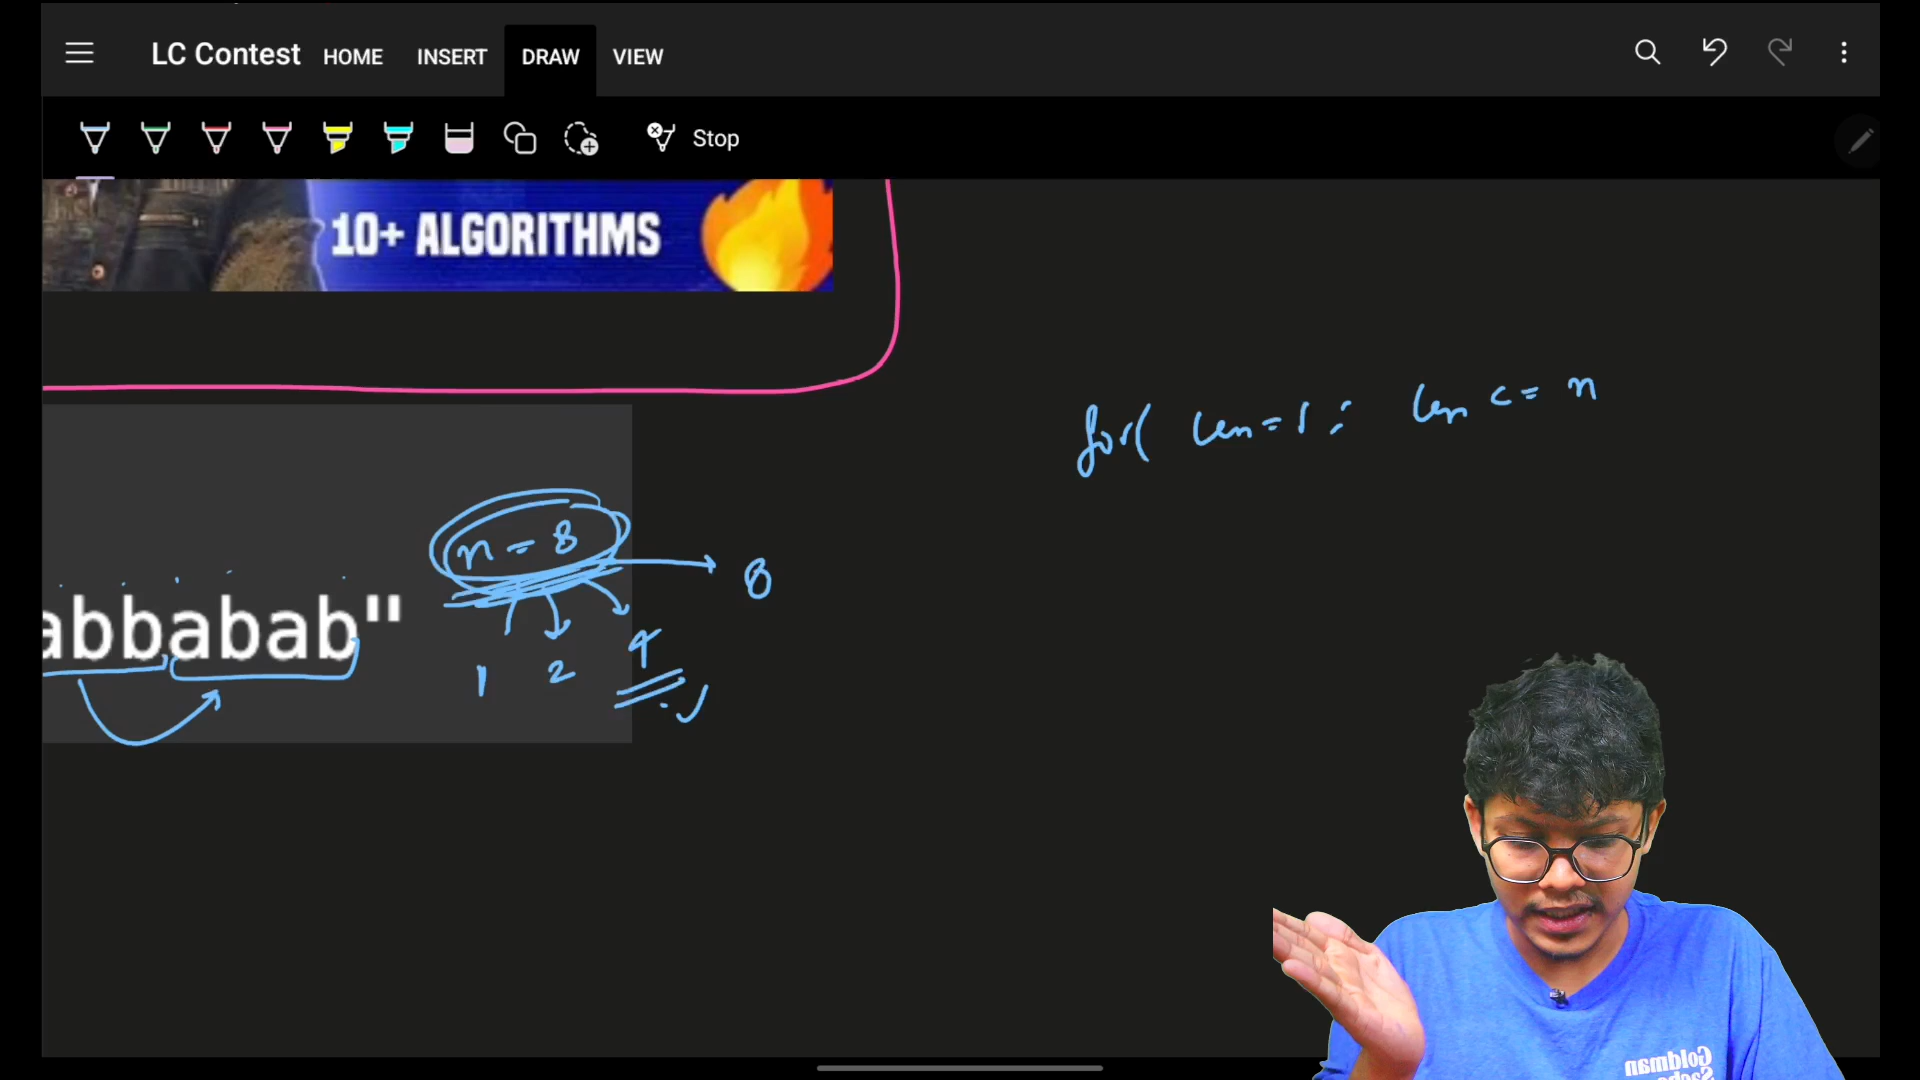 LC Contest HOME INSERT DRAW VIEW
Stop
10+ ALGORITHMS
for( len=1; len <= n
n = 8
8
abbabab"
1 2 4
Goldman